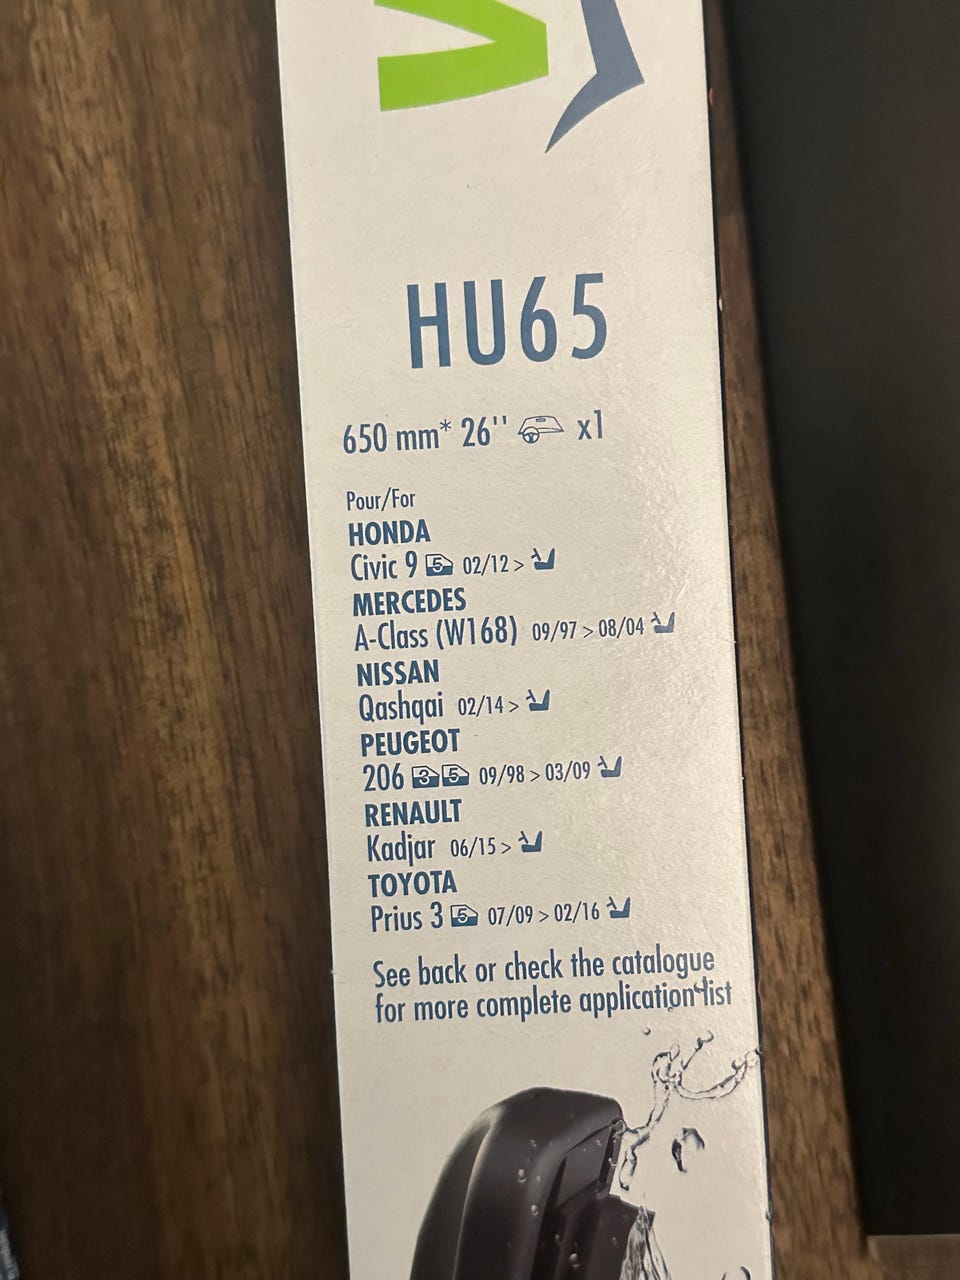 HU65
650 mm* 26'' x1
Pour/For
HONDA
Civic 9 5 02/12 >
MERCEDES
A-Class (W168) 09/97 > 08/04
NISSAN
Qashqai 02/14 >
PEUGEOT
206 3 5 09/98 > 03/09
RENAULT
Kadjar 06/15 >
TOYOTA
Prius 3 5 07/09 > 02/16
See back or check the catalogue
for more complete application list